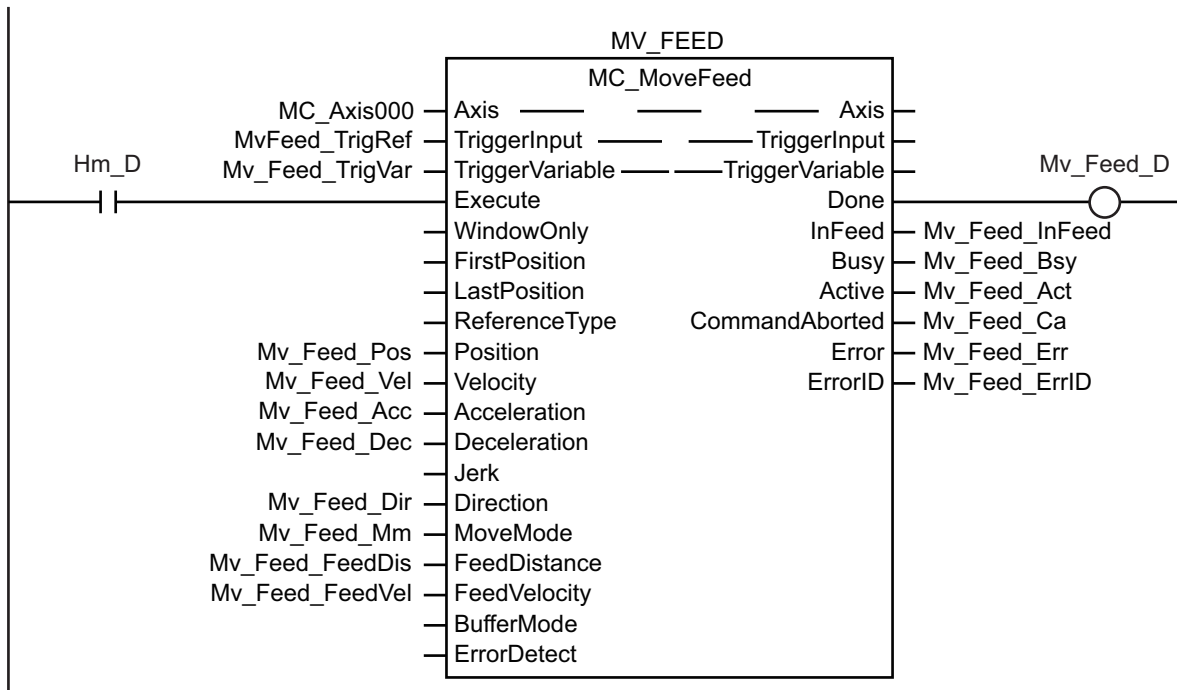 MV_FEED
MC_MoveFeed
MC_Axis000 Axis Axis
MvFeed_TrigRef TriggerInput TriggerInput
Hm_D Mv_Feed_TrigVar TriggerVariable TriggerVariable Mv_Feed_D
Execute Done
WindowOnly InFeed Mv_Feed_InFeed
FirstPosition Busy Mv_Feed_Bsy
LastPosition Active Mv_Feed_Act
ReferenceType CommandAborted Mv_Feed_Ca
Mv_Feed_Pos Position Error Mv_Feed_Err
Mv_Feed_Vel Velocity ErrorID Mv_Feed_ErrID
Mv_Feed_Acc Acceleration
Mv_Feed_Dec Deceleration
Jerk
Mv_Feed_Dir Direction
Mv_Feed_Mm MoveMode
Mv_Feed_FeedDis FeedDistance
Mv_Feed_FeedVel FeedVelocity
BufferMode
ErrorDetect